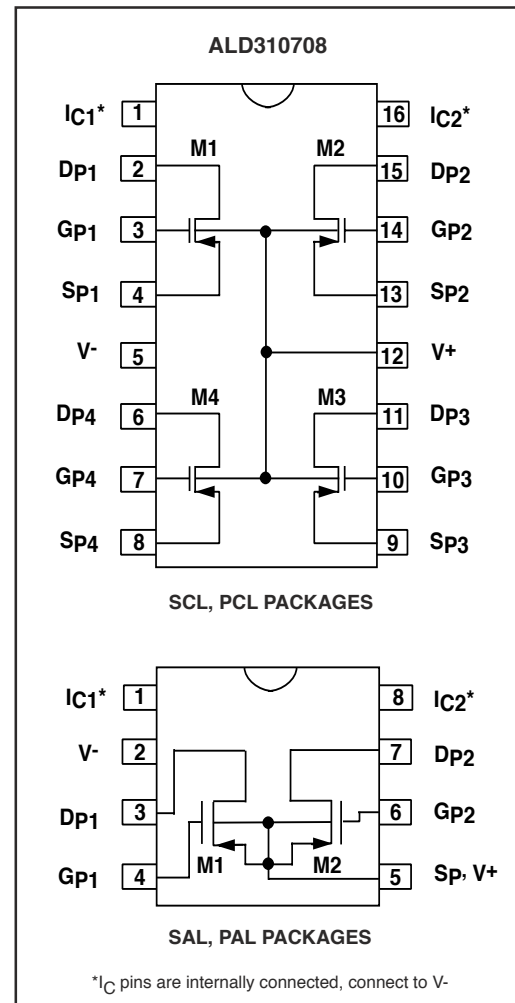 ALD310708
IC1* 1 16 IC2*
M1 M2
DP1 2 15 DP2
GP1 3 14 GP2
SP1 4 13 SP2
V- 5 12 V+
M4 M3
DP4 6 11 DP3
GP4 7 10 GP3
SP4 8 9 SP3
SCL, PCL PACKAGES
IC1* 1 8 IC2*
V- 2 7 DP2
DP1 3 6 GP2
M1 M2
GP1 4 5 SP, V+
SAL, PAL PACKAGES
*IC pins are internally connected, connect to V-